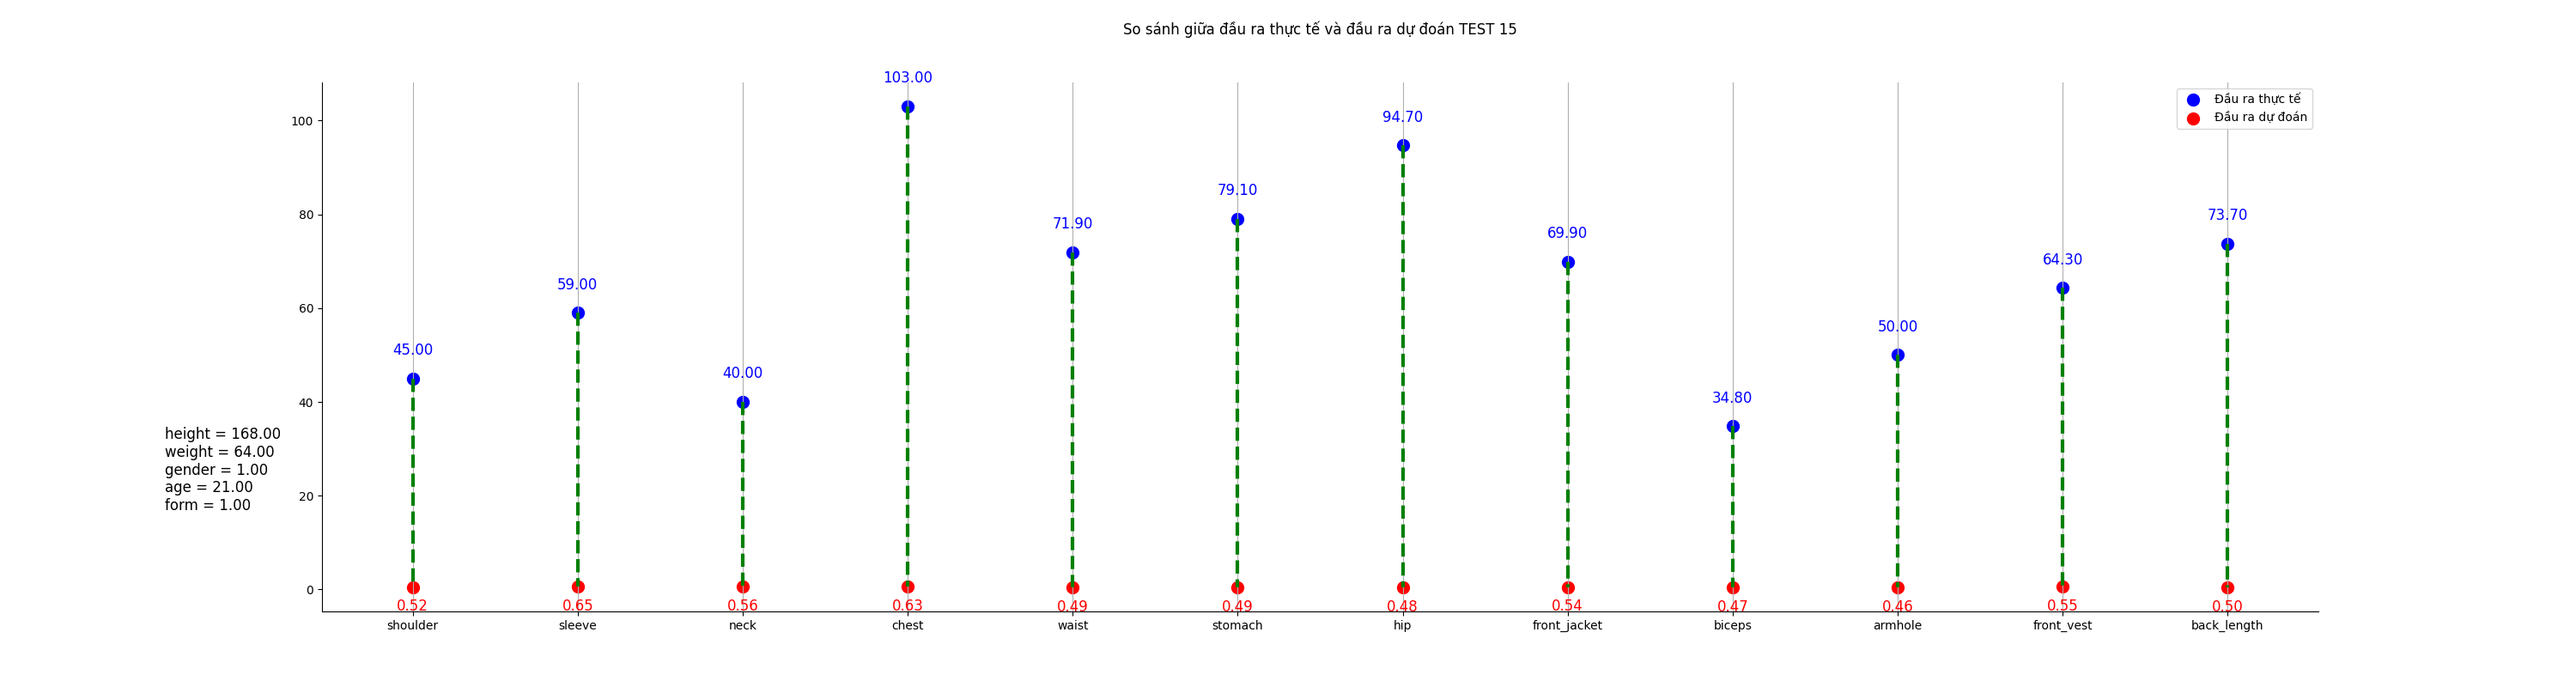 So sánh giữa đầu ra thực tế và đầu ra dự đoán TEST 15
Đầu ra thực tế
Đầu ra dự đoán
103.00
94.70
79.10
71.90
73.70
69.90
64.30
59.00
50.00
45.00
40.00
34.80
100
80
60
40
20
0
height = 168.00
weight = 64.00
gender = 1.00
age = 21.00
form = 1.00
0.52 0.65 0.56 0.63 0.49 0.49 0.48 0.54 0.47 0.46 0.55 0.50
shoulder sleeve neck chest waist stomach hip front_jacket biceps armhole front_vest back_length